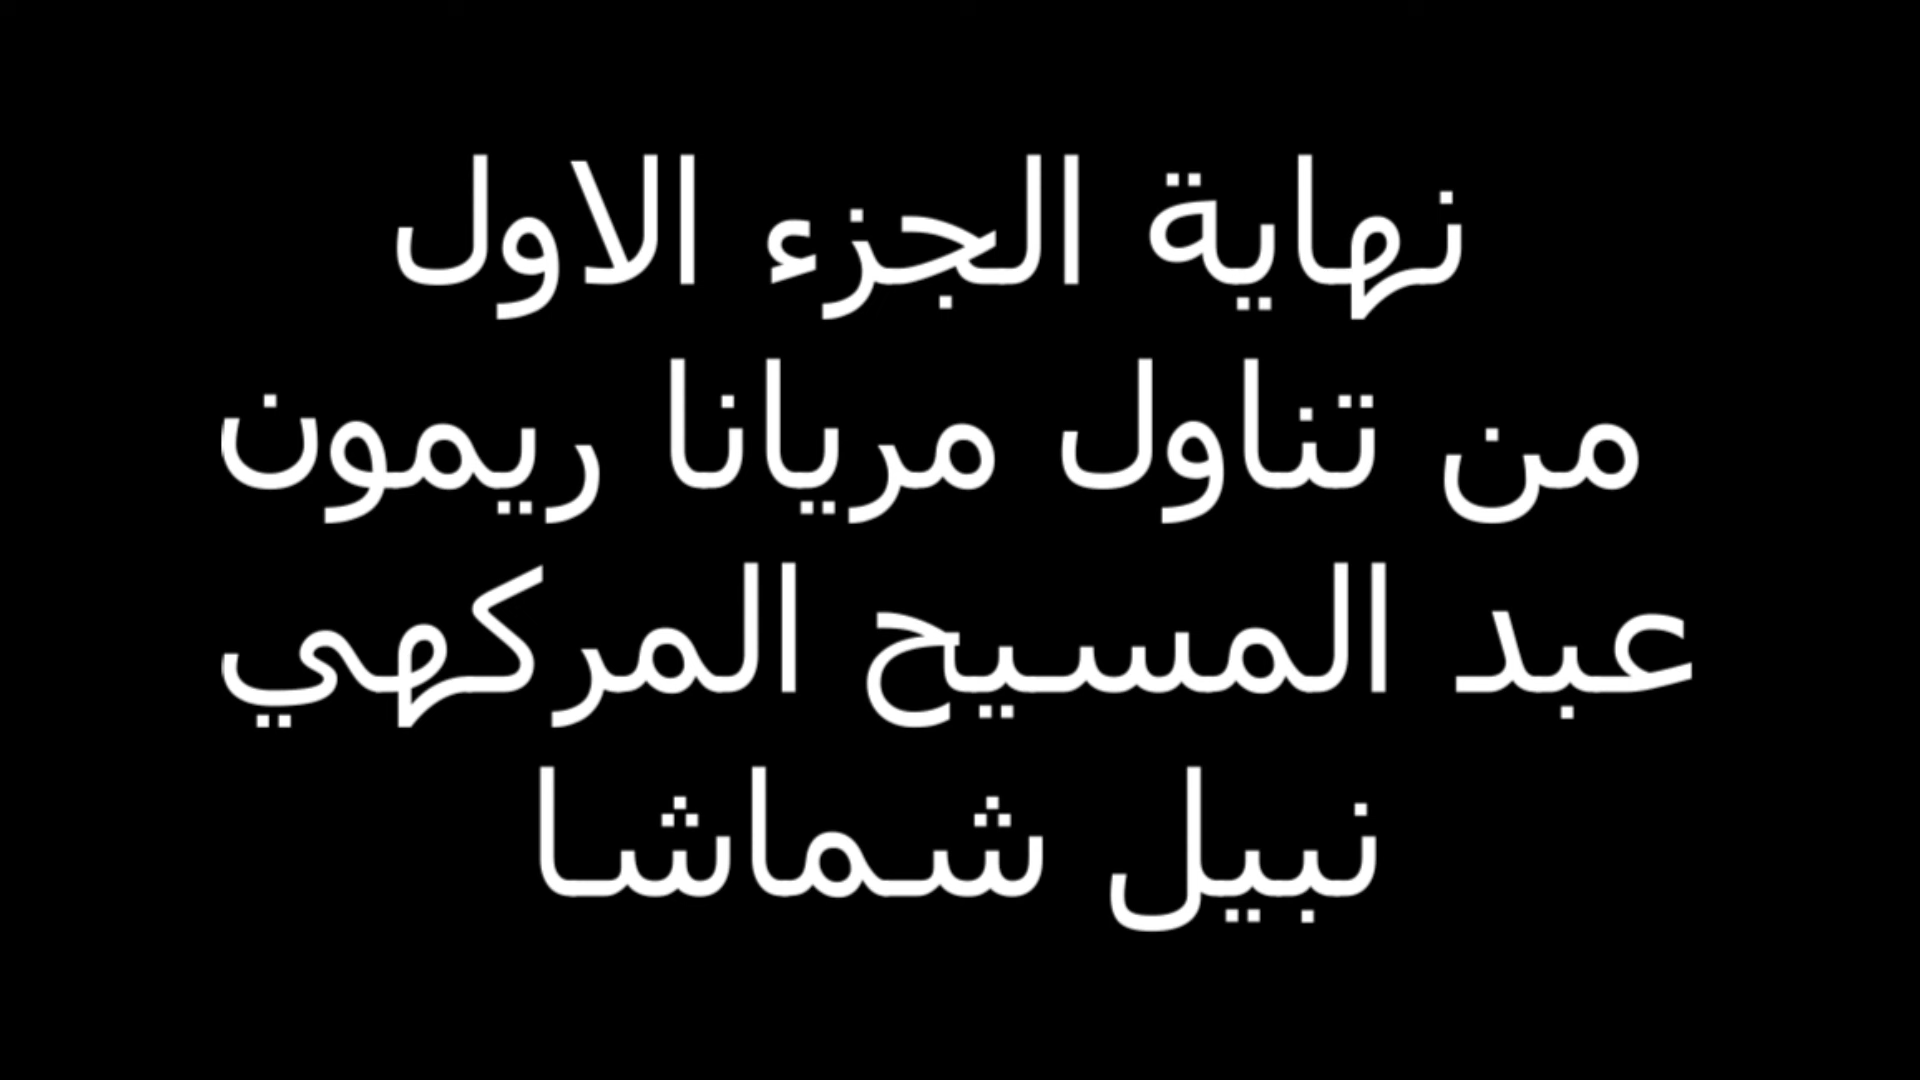 نهاية الجزء الاول
من تناول مريانا ريمون
عبد المسيح المركهي
نبيل شماشا